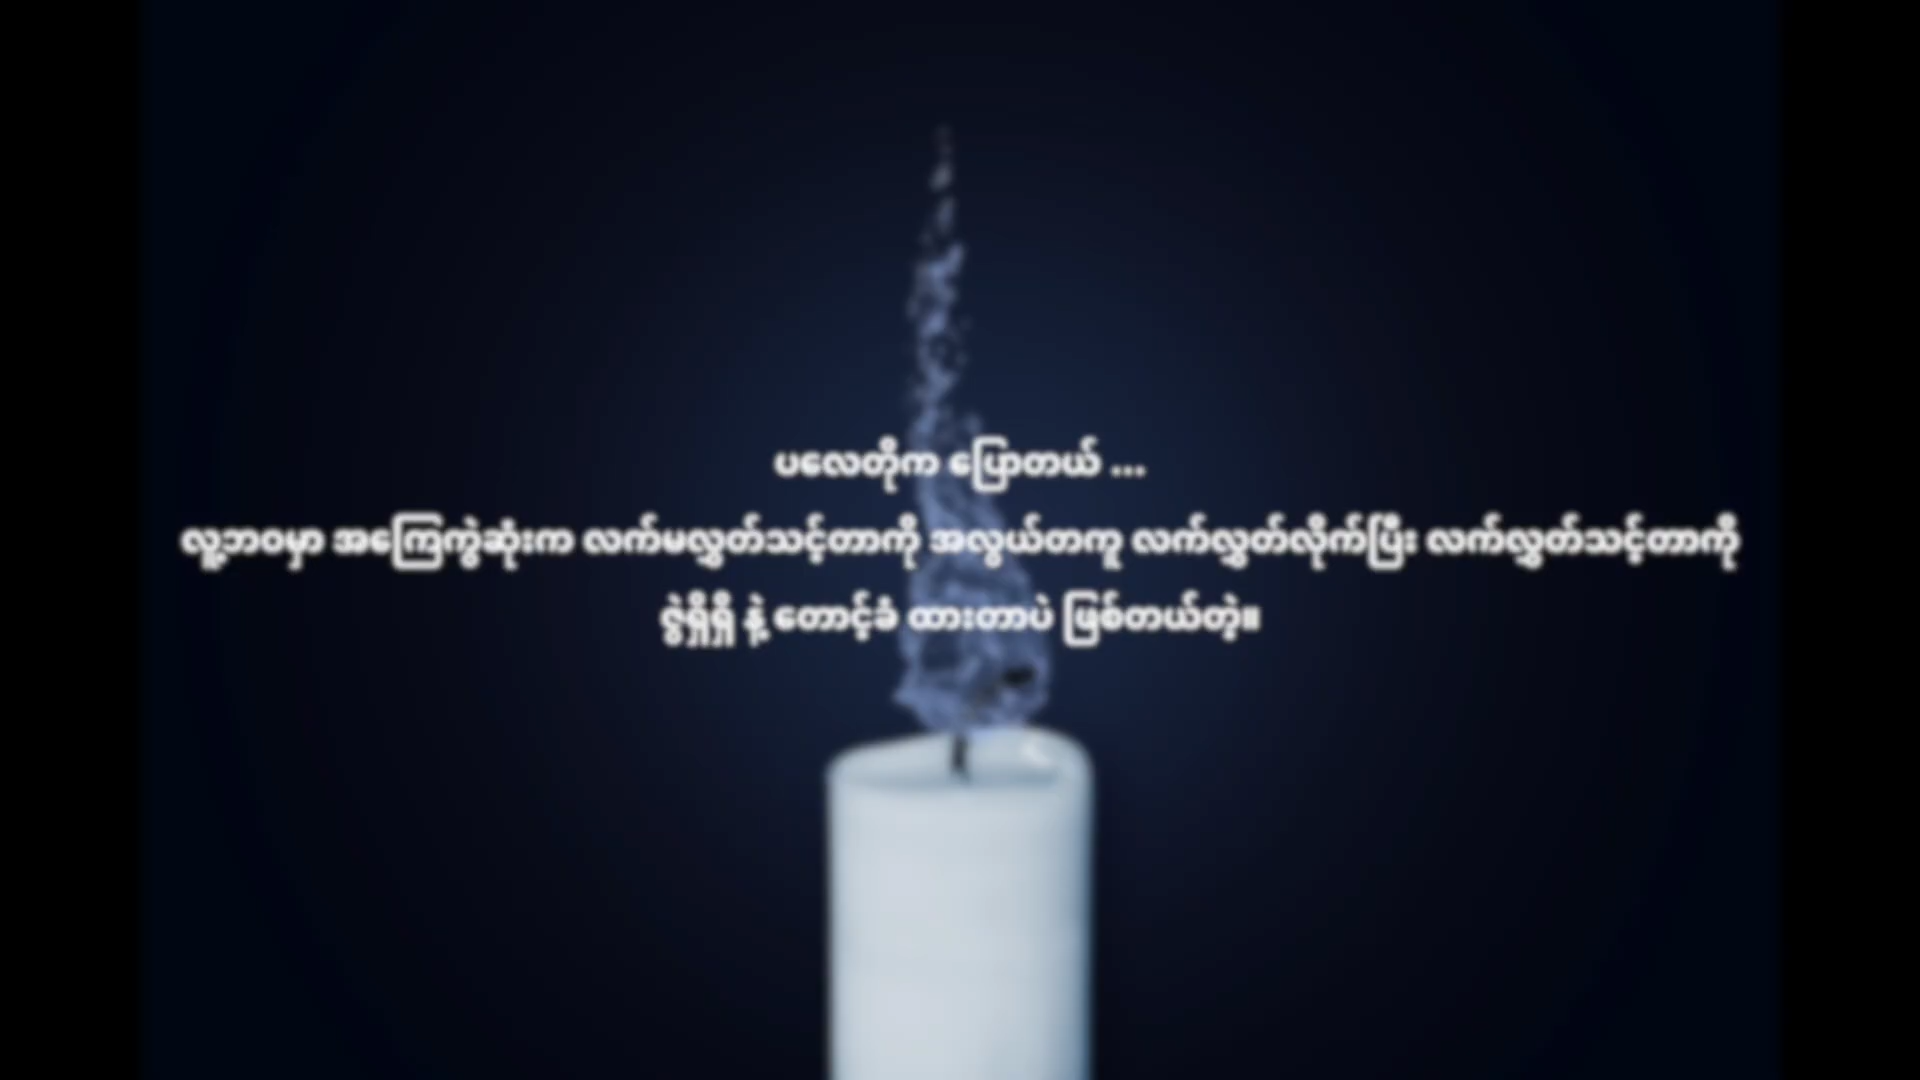 ပလေတိုက ပြောတယ် ...
လူ့ဘဝမှာ အကြေကွဲဆုံးက လက်မလွှတ်သင့်တာကို အလွယ်တကူ လက်လွှတ်လိုက်ပြီး လက်လွှတ်သင့်တာကို
ဇွဲရှိရှိ နဲ့ တောင့်ခံ ထားတာပဲ ဖြစ်တယ်တဲ့။